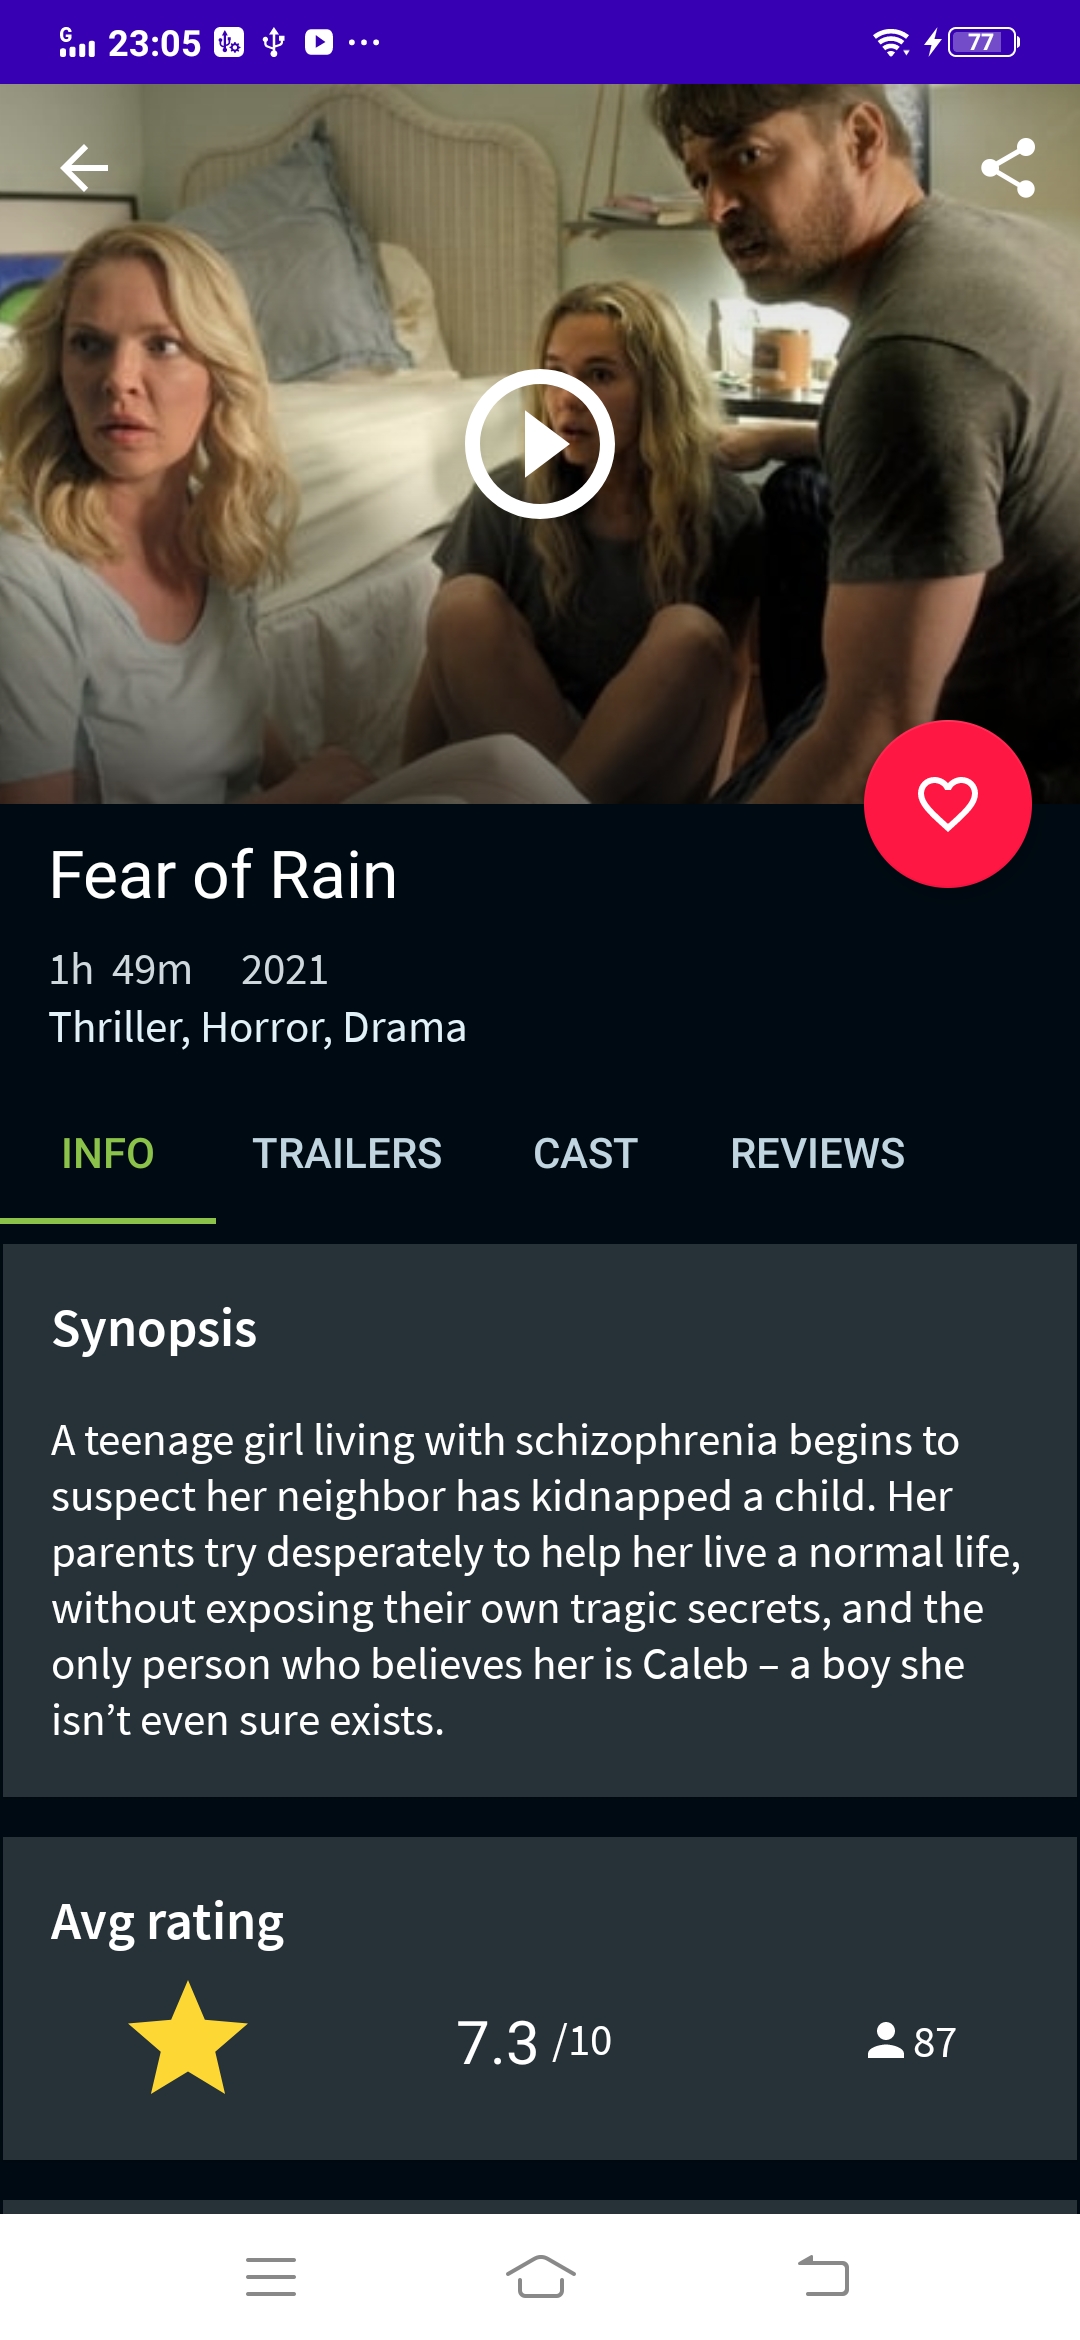 G 23:05 77
Fear of Rain
1h 49m 2021
Thriller, Horror, Drama
INFO TRAILERS CAST REVIEWS
Synopsis
A teenage girl living with schizophrenia begins to
suspect her neighbor has kidnapped a child. Her
parents try desperately to help her live a normal life,
without exposing their own tragic secrets, and the
only person who believes her is Caleb – a boy she
isn’t even sure exists.
Avg rating
7.3 /10 87